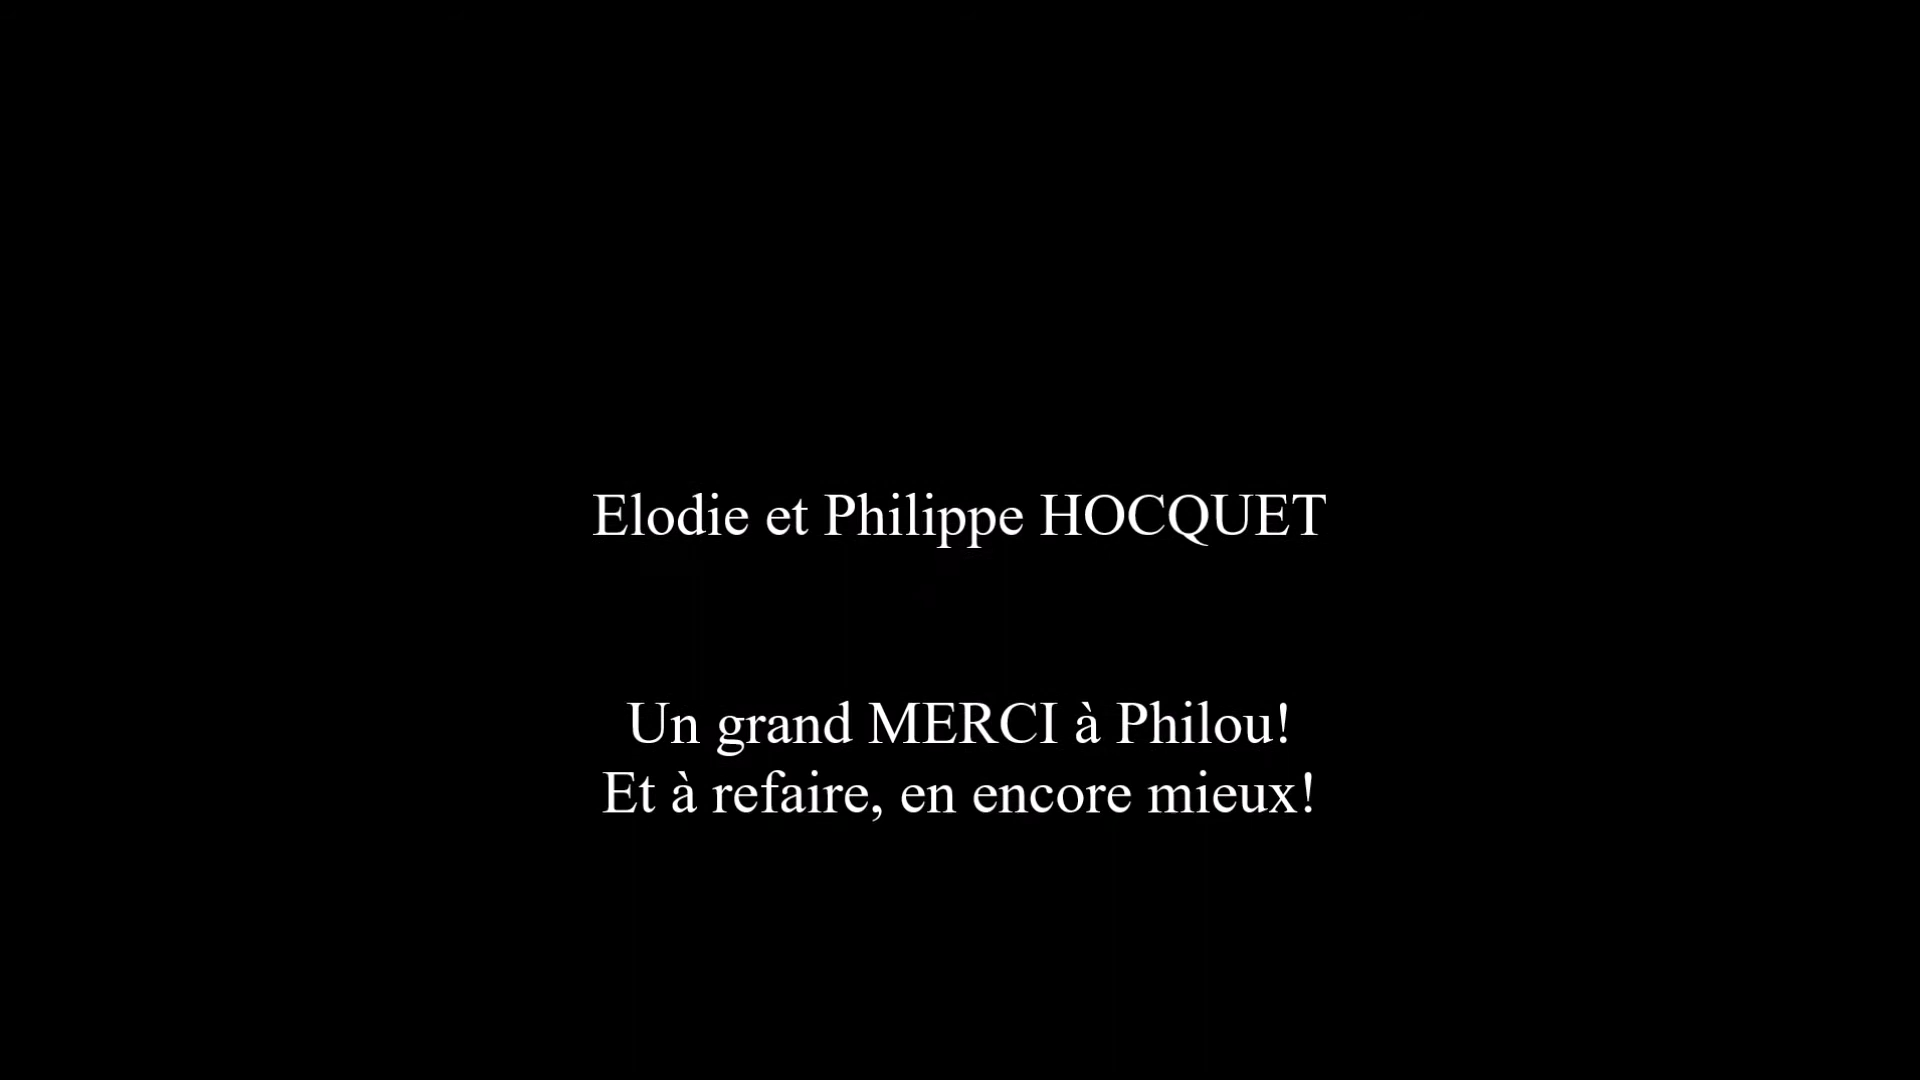 Elodie et Philippe HOCQUET
Un grand MERCI à Philou!
Et à refaire, en encore mieux!